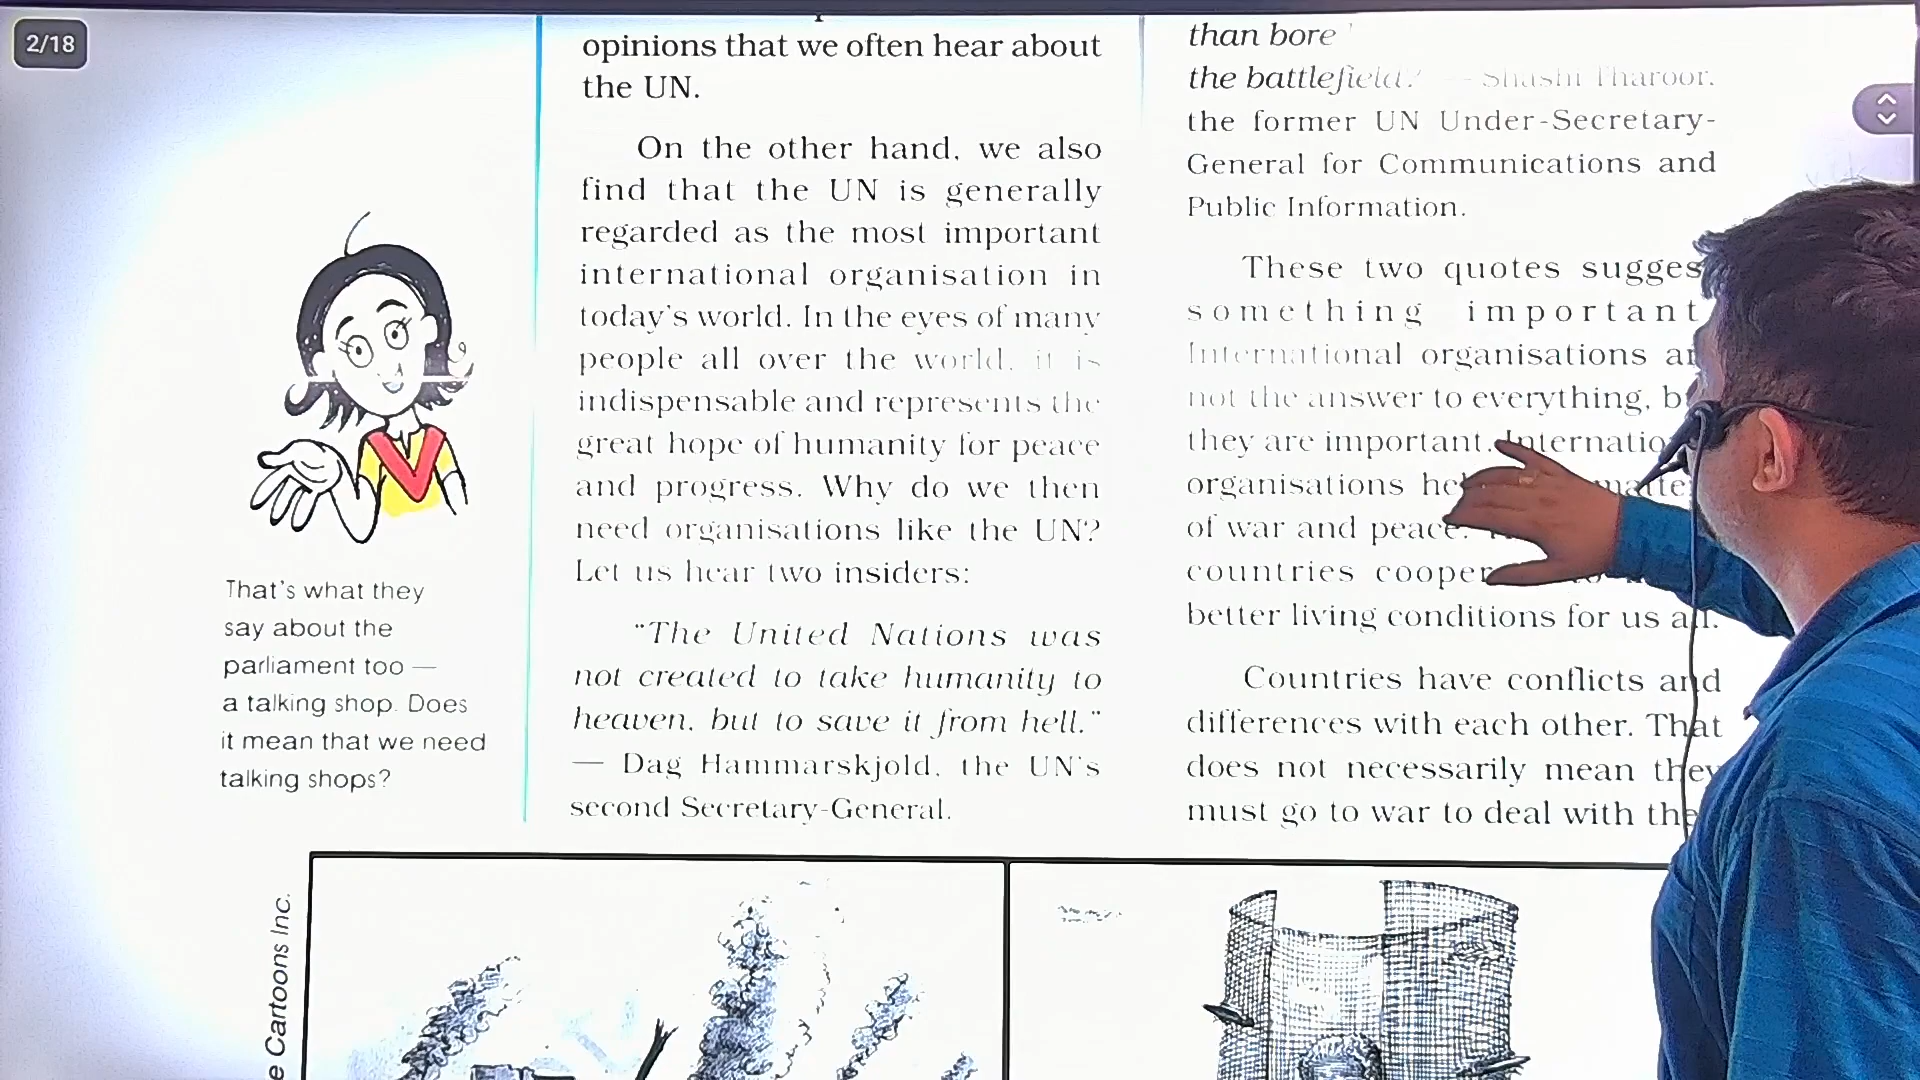 2/18
opinions that we often hear about
the UN.
On the other hand, we also
find that the UN is generally
regarded as the most important
international organisation in
today's world. In the eyes of many
people all over the world, it is
indispensable and represents the
great hope of humanity for peace
and progress. Why do we then
need organisations like the UN?
Let us hear two insiders:
"The United Nations was
not created to take humanity to
heaven, but to save it from hell."
— Dag Hammarskjold, the UN's
second Secretary-General.
than bore
the battlefield? — Shashi Tharoor,
the former UN Under-Secretary-
General for Communications and
Public Information.
These two quotes sugges
something important
International organisations
not the answer to everything,
they are important. Internatio
organisations
of war and peace.
countries cooper
better living conditions for us all.
Countries have conflicts and
differences with each other. That
does not necessarily mean they
must go to war to deal with the
That's what they
say about the
parliament too —
a talking shop. Does
it mean that we need
talking shops?
e Cartoons Inc.